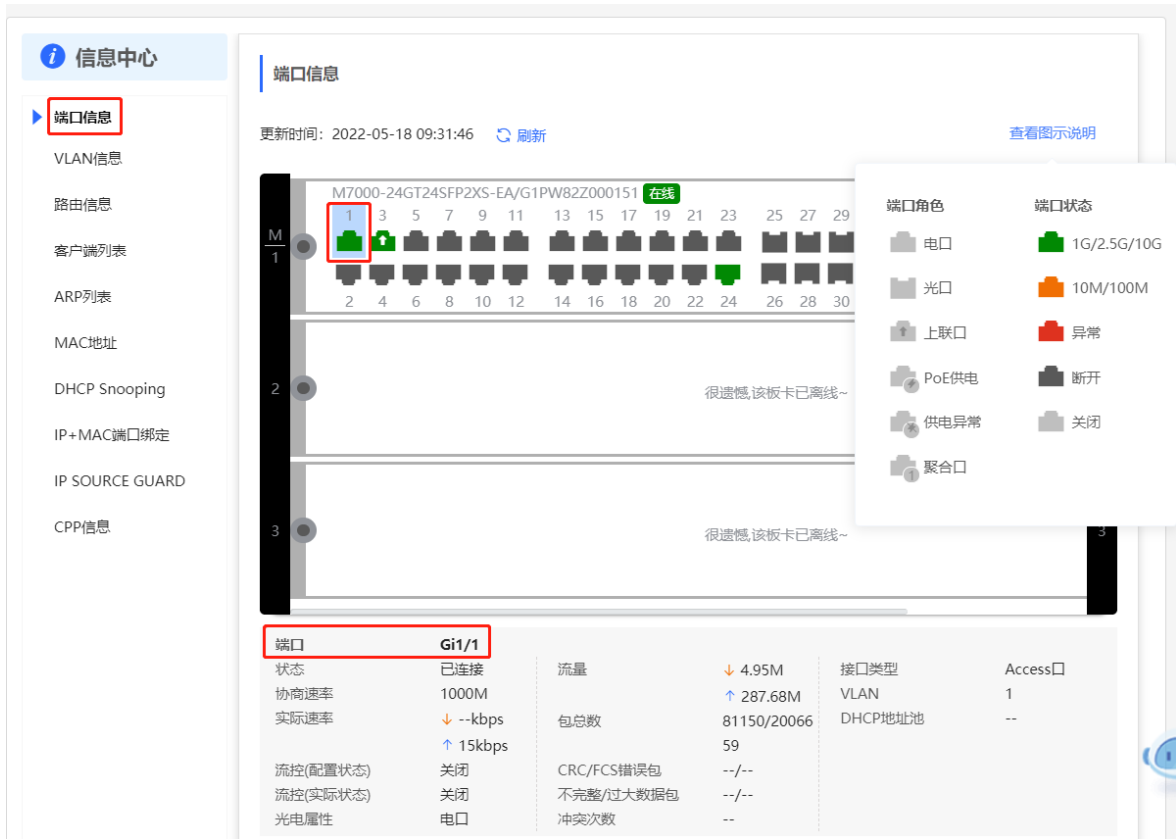 信息中心
端口信息
VLAN信息
路由信息
客户端列表
ARP列表
MAC地址
DHCP Snooping
IP+MAC端口绑定
IP SOURCE GUARD
CPP信息
端口信息
更新时间：2022-05-18 09:31:46 刷新 查看图示说明
M7000-24GT24SFP2XS-EA/G1PW82Z000151 在线
1 3 5 7 9 11 13 15 17 19 21 23 25 27 29
M
1
2 4 6 8 10 12 14 16 18 20 22 24 26 28 30
2 很遗憾,该板卡已离线~
3 很遗憾,该板卡已离线~ 3
端口角色 端口状态
电口 1G/2.5G/10G
光口 10M/100M
上联口 异常
PoE供电 断开
供电异常 关闭
1 聚合口
端口 Gi1/1
状态 已连接 流量 ↓ 4.95M 接口类型 Access口
协商速率 1000M ↑ 287.68M VLAN 1
实际速率 ↓ --kbps 包总数 81150/20066 DHCP地址池 --
↑ 15kbps 59
流控(配置状态) 关闭 CRC/FCS错误包 --/--
流控(实际状态) 关闭 不完整/过大数据包 --/--
光电属性 电口 冲突次数 --